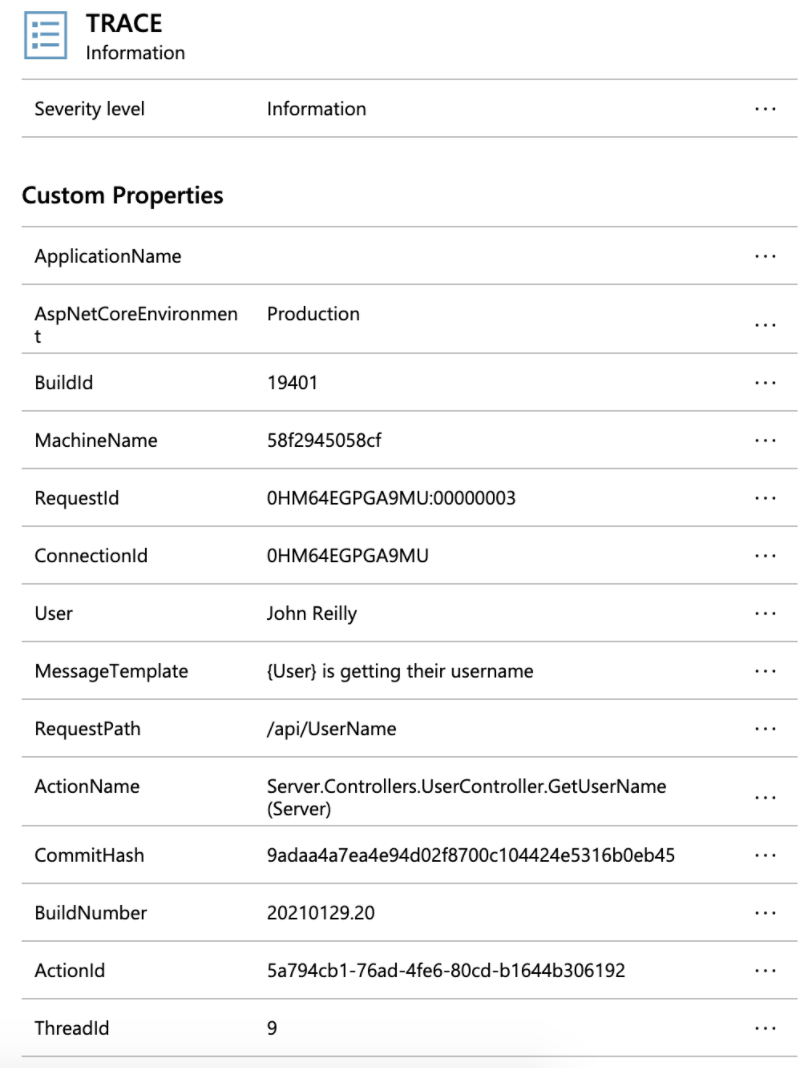 TRACE
Information
Severity level Information ...
Custom Properties
ApplicationName ...
AspNetCoreEnvironmen Production ...
t
BuildId 19401 ...
MachineName 58f2945058cf ...
RequestId 0HM64EGPGA9MU:00000003 ...
ConnectionId 0HM64EGPGA9MU ...
User John Reilly ...
MessageTemplate {User} is getting their username ...
RequestPath /api/UserName ...
ActionName Server.Controllers.UserController.GetUserName ...
(Server)
CommitHash 9adaa4a7ea4e94d02f8700c104424e5316b0eb45 ...
BuildNumber 20210129.20 ...
ActionId 5a794cb1-76ad-4fe6-80cd-b1644b306192 ...
ThreadId 9 ...